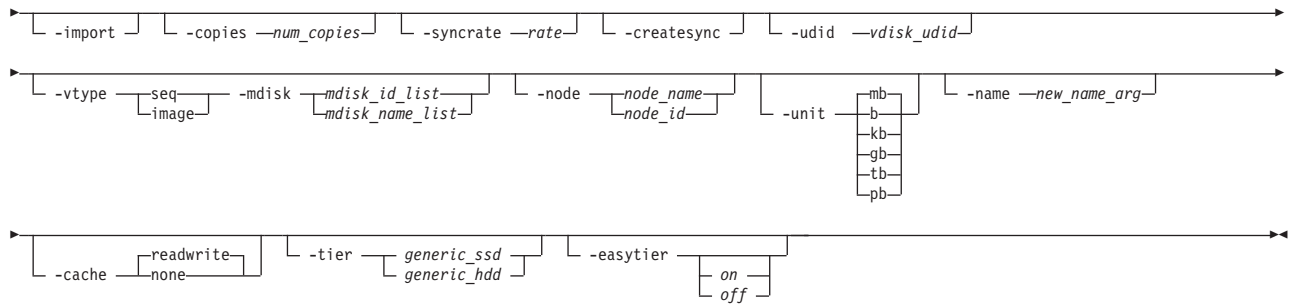 -import -copies num_copies -syncrate rate -createsync -udid vdisk_udid
-vtype seq -mdisk mdisk_id_list -node node_name -unit mb -name new_name_arg
image mdisk_name_list node_id b
kb
gb
tb
pb
-cache readwrite -tier generic_ssd -easytier
none generic_hdd on
off